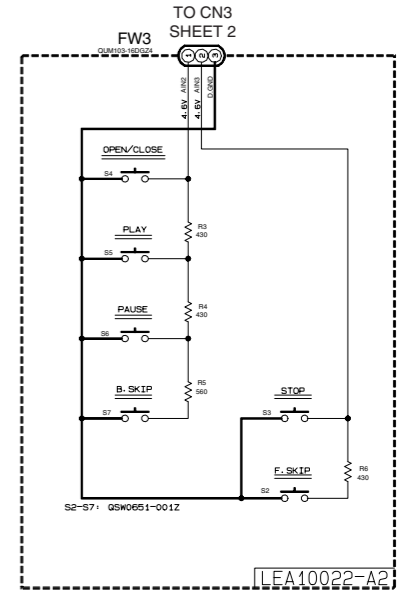 TO CN3
SHEET 2
FW3
QUM103-16DGZ4
1 2 3
4.6V AIN2
4.6V AIN3
D.GND
OPEN/CLOSE
S4
R3
430
PLAY
S5
R4
430
PAUSE
S6
R5
560
B.SKIP
S7
STOP
S3
R6
430
F.SKIP
S2
S2-S7: QSW0651-001Z
LEA10022-A2